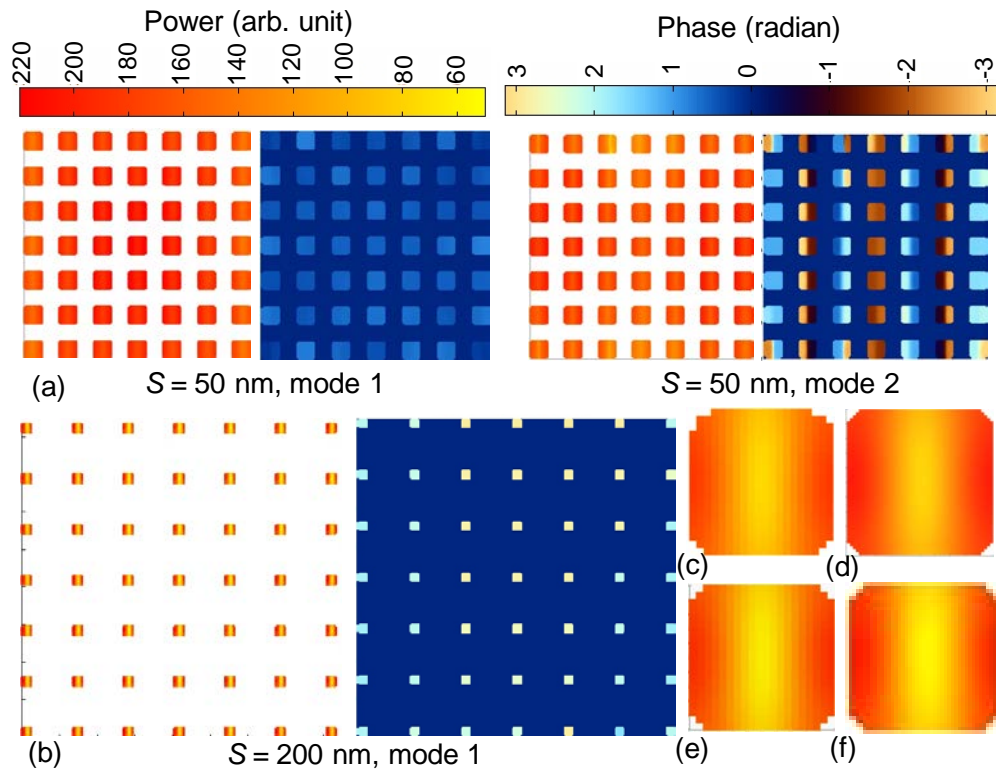 Power (arb. unit)
220 200 180 160 140 120 100 80 60
Phase (radian)
3 2 1 0 -1 -2 -3
(a)
S = 50 nm, mode 1
S = 50 nm, mode 2
(c)
(d)
(b)
S = 200 nm, mode 1
(e)
(f)